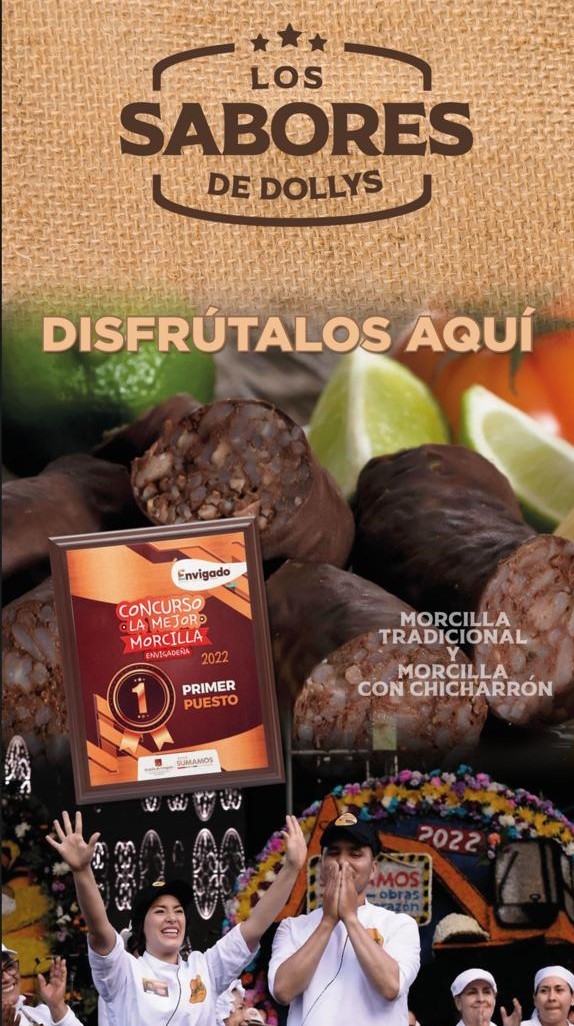 LOS
SABORES
DE DOLLYS
DISFRÚTALOS AQUÍ
Envigado
CONCURSO
LA MEJOR
MORCILLA
ENVIGADEÑA
2022
1
PRIMER
PUESTO
SUMAMOS
MORCILLA
TRADICIONAL
Y
MORCILLA
CON CHICHARRÓN
2022
SUMAMOS
obras